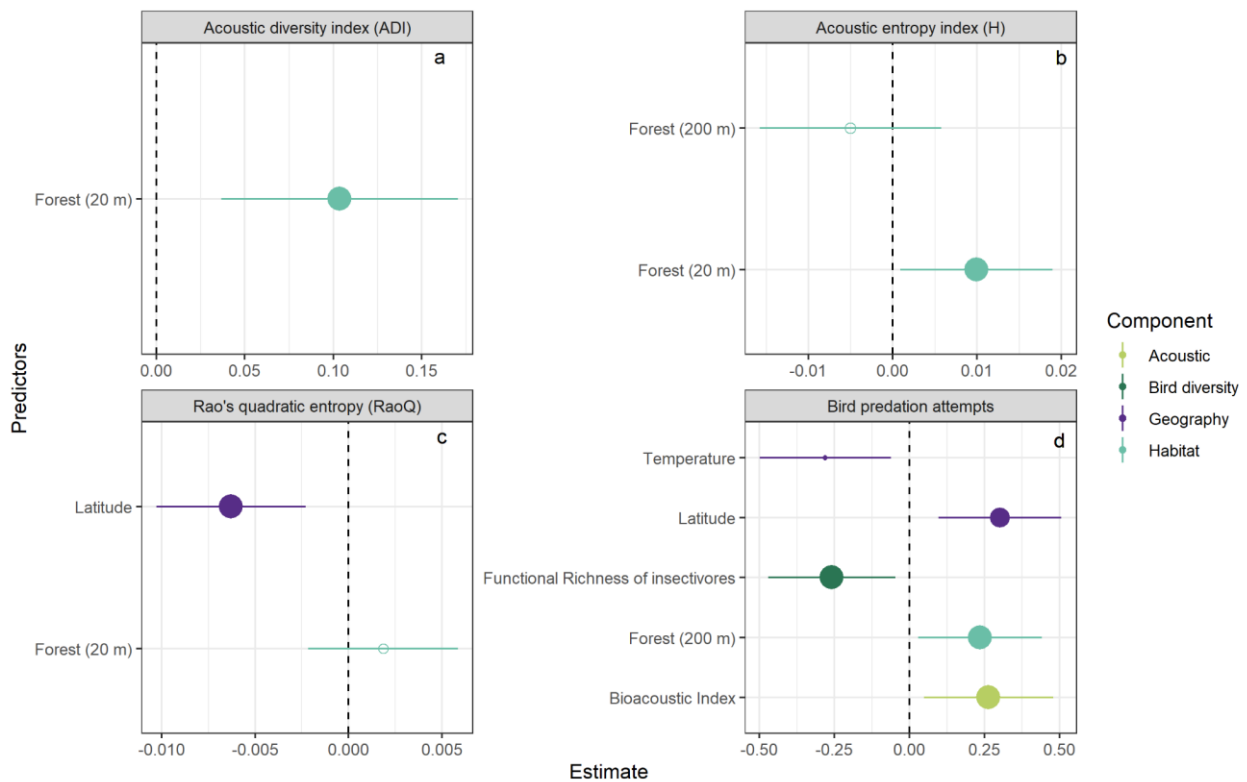 Acoustic diversity index (ADI)
a
Forest (20 m)
0.00 0.05 0.10 0.15
Acoustic entropy index (H)
b
Forest (200 m)
Forest (20 m)
-0.01 0.00 0.01 0.02
Predictors
Rao's quadratic entropy (RaoQ)
c
Latitude
Forest (20 m)
-0.010 -0.005 0.000 0.005
Bird predation attempts
d
Temperature
Latitude
Functional Richness of insectivores
Forest (200 m)
Bioacoustic Index
-0.50 -0.25 0.00 0.25 0.50
Estimate
Component
Acoustic
Bird diversity
Geography
Habitat